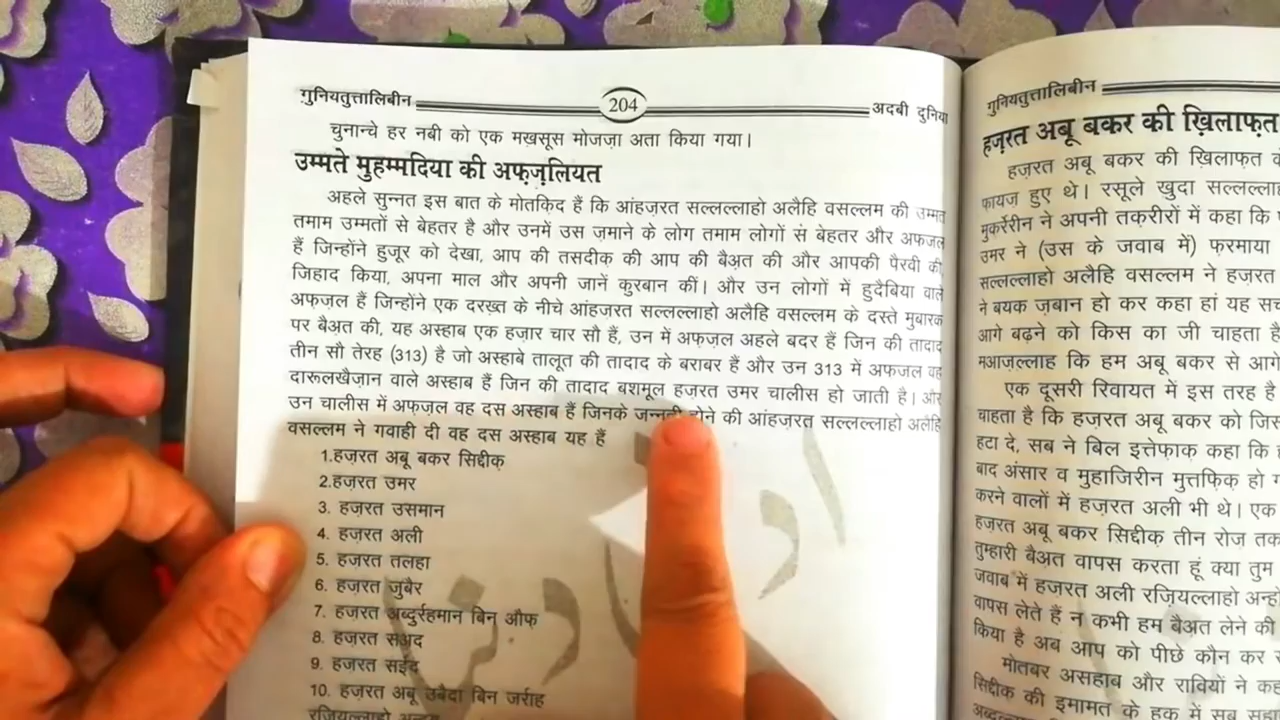 गुनियतुत्तालिबीन 204 अदबी दुनिया
चुनान्चे हर नबी को एक मख़सूस मोजज़ा अता किया गया।
उम्मते मुहम्मदिया की अफ़ज़लियत
अहले सुन्नत इस बात के मोतकिद हैं कि आंहज़रत सल्लल्लाहो अलैहि वसल्लम की उम्मत
तमाम उम्मतों से बेहतर है और उनमें उस ज़माने के लोग तमाम लोगों सं बेहतर और अफजल
हैं जिन्होंने हुजूर को देखा, आप की तसदीक़ की आप की बैअ़त की और आपकी पैरवी की,
जिहाद किया, अपना माल और अपनी जानें कुरबान कीं। और उन लोगों में हुदैबिया वाले
अफ़ज़ल हैं जिन्होंने एक दरख़्त के नीचे आंहजरत सल्लल्लाहो अलैहि वसल्लम के दस्ते मुबारक
पर बैअत की, यह अस्हाब एक हज़ार चार सौ हैं, उन में अफ़ज़ल अहले बदर हैं जिन की तादाद
तीन सौ तेरह (313) है जो अस्हाबे तालूत की तादाद के बराबर हैं और उन 313 में अफजल वह
दारूलखैज़ान वाले अस्हाब हैं जिन की तादाद बशमूल हज़रत उमर चालीस हो जाती है। और
उन चालीस में अफ़ज़ल वह दस अस्हाब हैं जिनके जन्नती होने की आंहज़रत सल्लल्लाहो अलैहि
वसल्लम ने गवाही दी वह दस अस्हाब यह हैं
1.हज़रत अबू बकर सिद्दीक़
2.हज़रत उमर
3. हज़रत उसमान
4. हज़रत अली
5. हज़रत तलहा
6. हज़रत जुबैर
7. हज़रत अब्दुर्रहमान बिन औफ़
8. हज़रत सअ़द
9. हज़रत सईद
10. हज़रत अबू उबैदा बिन जर्राह
रज़ियल्लाहो
गुनियतुत्तालिबीन
हज़रत अबू बकर की ख़िलाफ़त
हज़रत अबू बकर की ख़िलाफ़त
फ़ायज हुए थे। रसूले खुदा
मुकर्रेरीन ने अपनी तक़रीरों में कहा कि
उमर ने (उस के जवाब में) फ़रमाया
सल्लल्लाहो अलैहि वसल्लम ने हज़रत
ने बयक ज़बान हो कर कहा हां यह
आगे बढ़ने को किस का जी चाहता
मआज़ल्लाह कि हम अबू बकर से आगे
एक दूसरी रिवायत में इस तरह है
चाहता है कि हज़रत अबू बकर को
हटा दे, सब ने बिल इत्तेफ़ाक़ कहा कि
बाद अंसार व मुहाजिरीन मुत्तफ़िक़ हो
करने वालों में हज़रत अली भी थे। एक
हज़रत अबू बकर सिद्दीक़ तीन रोज़ तक
तुम्हारी बैअत वापस करता हूं क्या तुम
जवाब में हजरत अली रज़ियल्लाहो
वापस लेते हैं न कभी हम बैअत लेने की
किया है अब आप को पीछे कौन कर
मोतबर असहाब और रावियों ने
सिद्दीक की इमामत के हक़ में सब